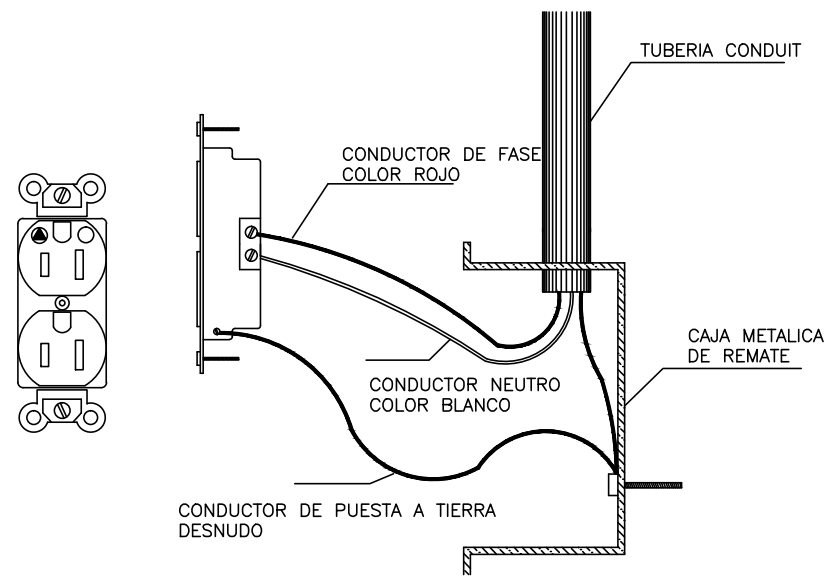 TUBERIA CONDUIT
CONDUCTOR DE FASE
COLOR ROJO
CAJA METALICA
DE REMATE
CONDUCTOR NEUTRO
COLOR BLANCO
CONDUCTOR DE PUESTA A TIERRA
DESNUDO